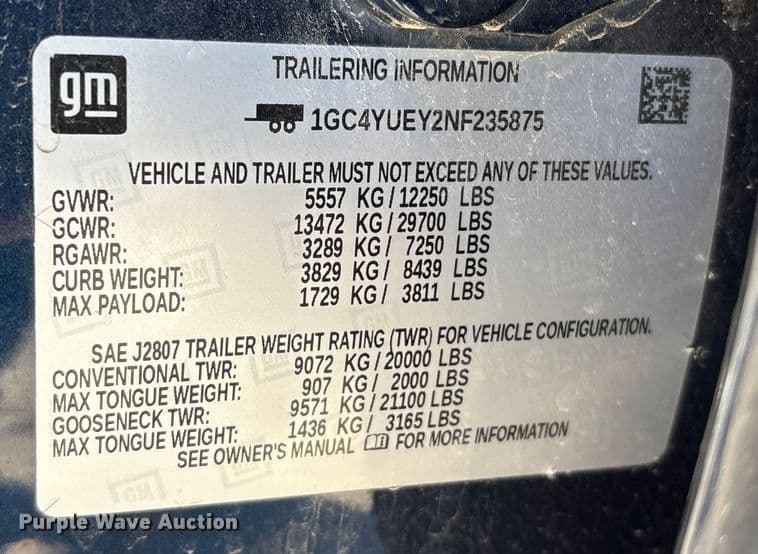 gm
TRAILERING INFORMATION
1GC4YUEY2NF235875
VEHICLE AND TRAILER MUST NOT EXCEED ANY OF THESE VALUES.
GVWR: 5557 KG / 12250 LBS
GCWR: 13472 KG / 29700 LBS
RGAWR: 3289 KG / 7250 LBS
CURB WEIGHT: 3829 KG / 8439 LBS
MAX PAYLOAD: 1729 KG / 3811 LBS
SAE J2807 TRAILER WEIGHT RATING (TWR) FOR VEHICLE CONFIGURATION.
CONVENTIONAL TWR: 9072 KG / 20000 LBS
MAX TONGUE WEIGHT: 907 KG / 2000 LBS
GOOSENECK TWR: 9571 KG / 21100 LBS
MAX TONGUE WEIGHT: 1436 KG / 3165 LBS
SEE OWNER'S MANUAL FOR MORE INFORMATION
GM
Purple Wave Auction